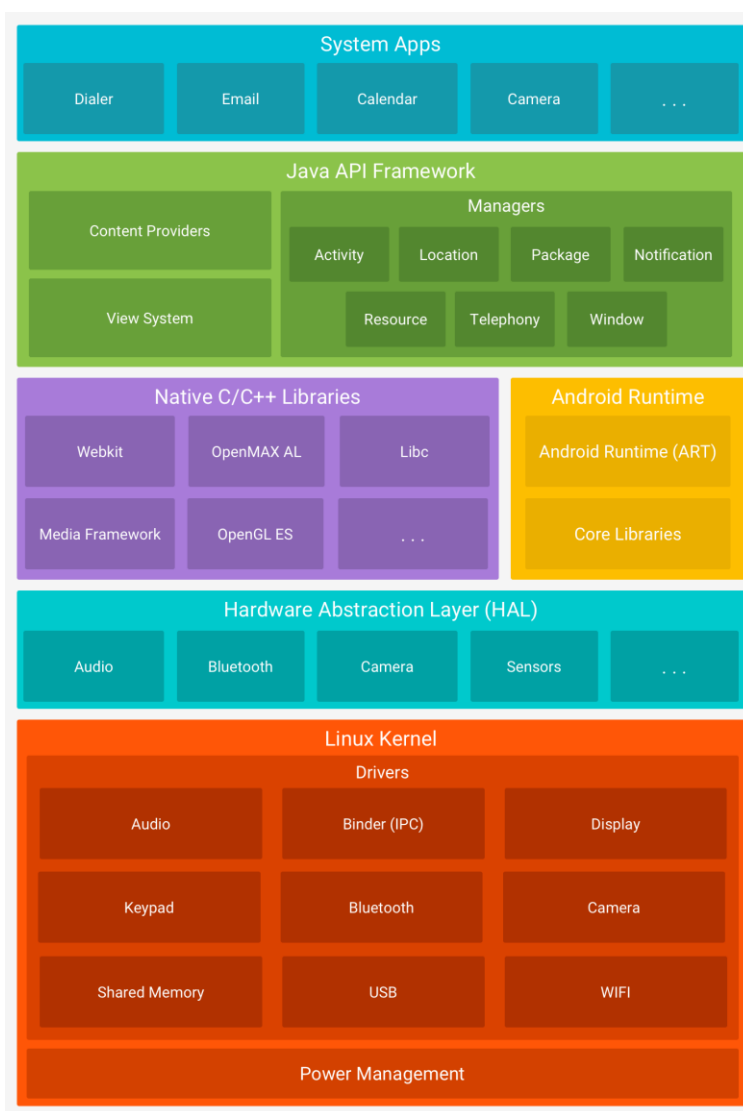 System Apps
Dialer
Email
Calendar
Camera
. . .
Java API Framework
Content Providers
View System
Managers
Activity
Location
Package
Notification
Resource
Telephony
Window
Native C/C++ Libraries
Webkit
OpenMAX AL
Libc
Media Framework
OpenGL ES
. . .
Android Runtime
Android Runtime (ART)
Core Libraries
Hardware Abstraction Layer (HAL)
Audio
Bluetooth
Camera
Sensors
. . .
Linux Kernel
Drivers
Audio
Binder (IPC)
Display
Keypad
Bluetooth
Camera
Shared Memory
USB
WIFI
Power Management